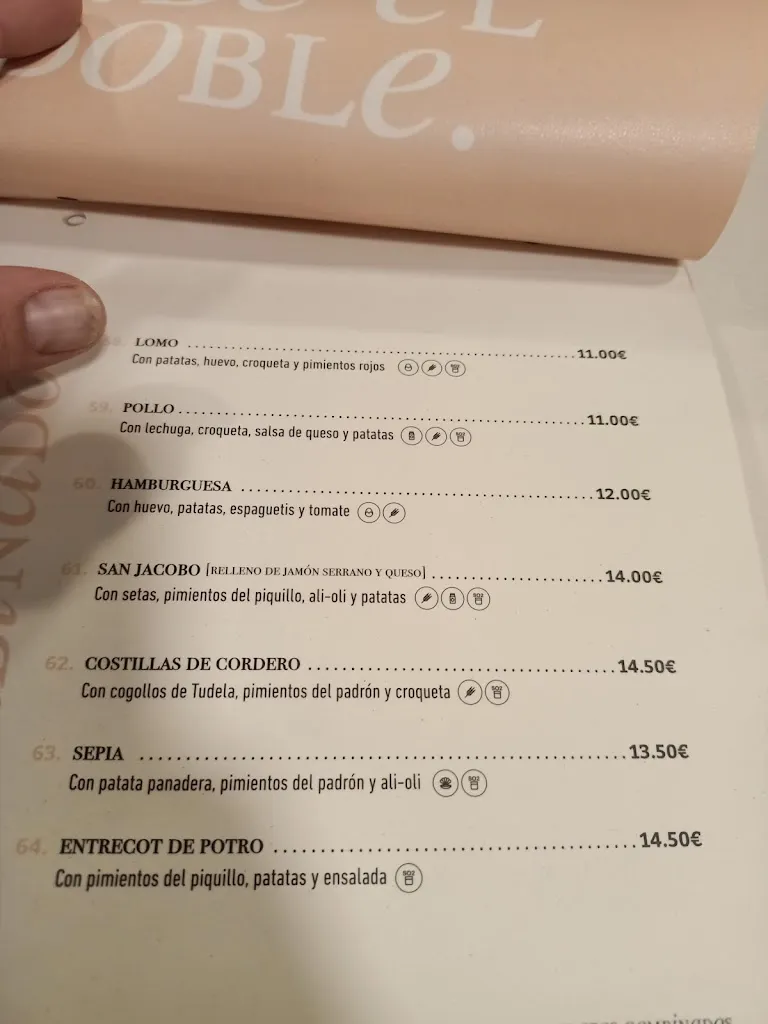 DOBLe.
LOMO ........ 11.00€
Con patatas, huevo, croqueta y pimientos rojos
59. POLLO ........ 11.00€
Con lechuga, croqueta, salsa de queso y patatas
60. HAMBURGUESA ........ 12.00€
Con huevo, patatas, espaguetis y tomate
61. SAN JACOBO [RELLENO DE JAMÓN SERRANO Y QUESO] ........ 14.00€
Con setas, pimientos del piquillo, ali-oli y patatas
62. COSTILLAS DE CORDERO ........ 14.50€
Con cogollos de Tudela, pimientos del padrón y croqueta
63. SEPIA ........ 13.50€
Con patata panadera, pimientos del padrón y ali-oli
64. ENTRECOT DE POTRO ........ 14.50€
Con pimientos del piquillo, patatas y ensalada